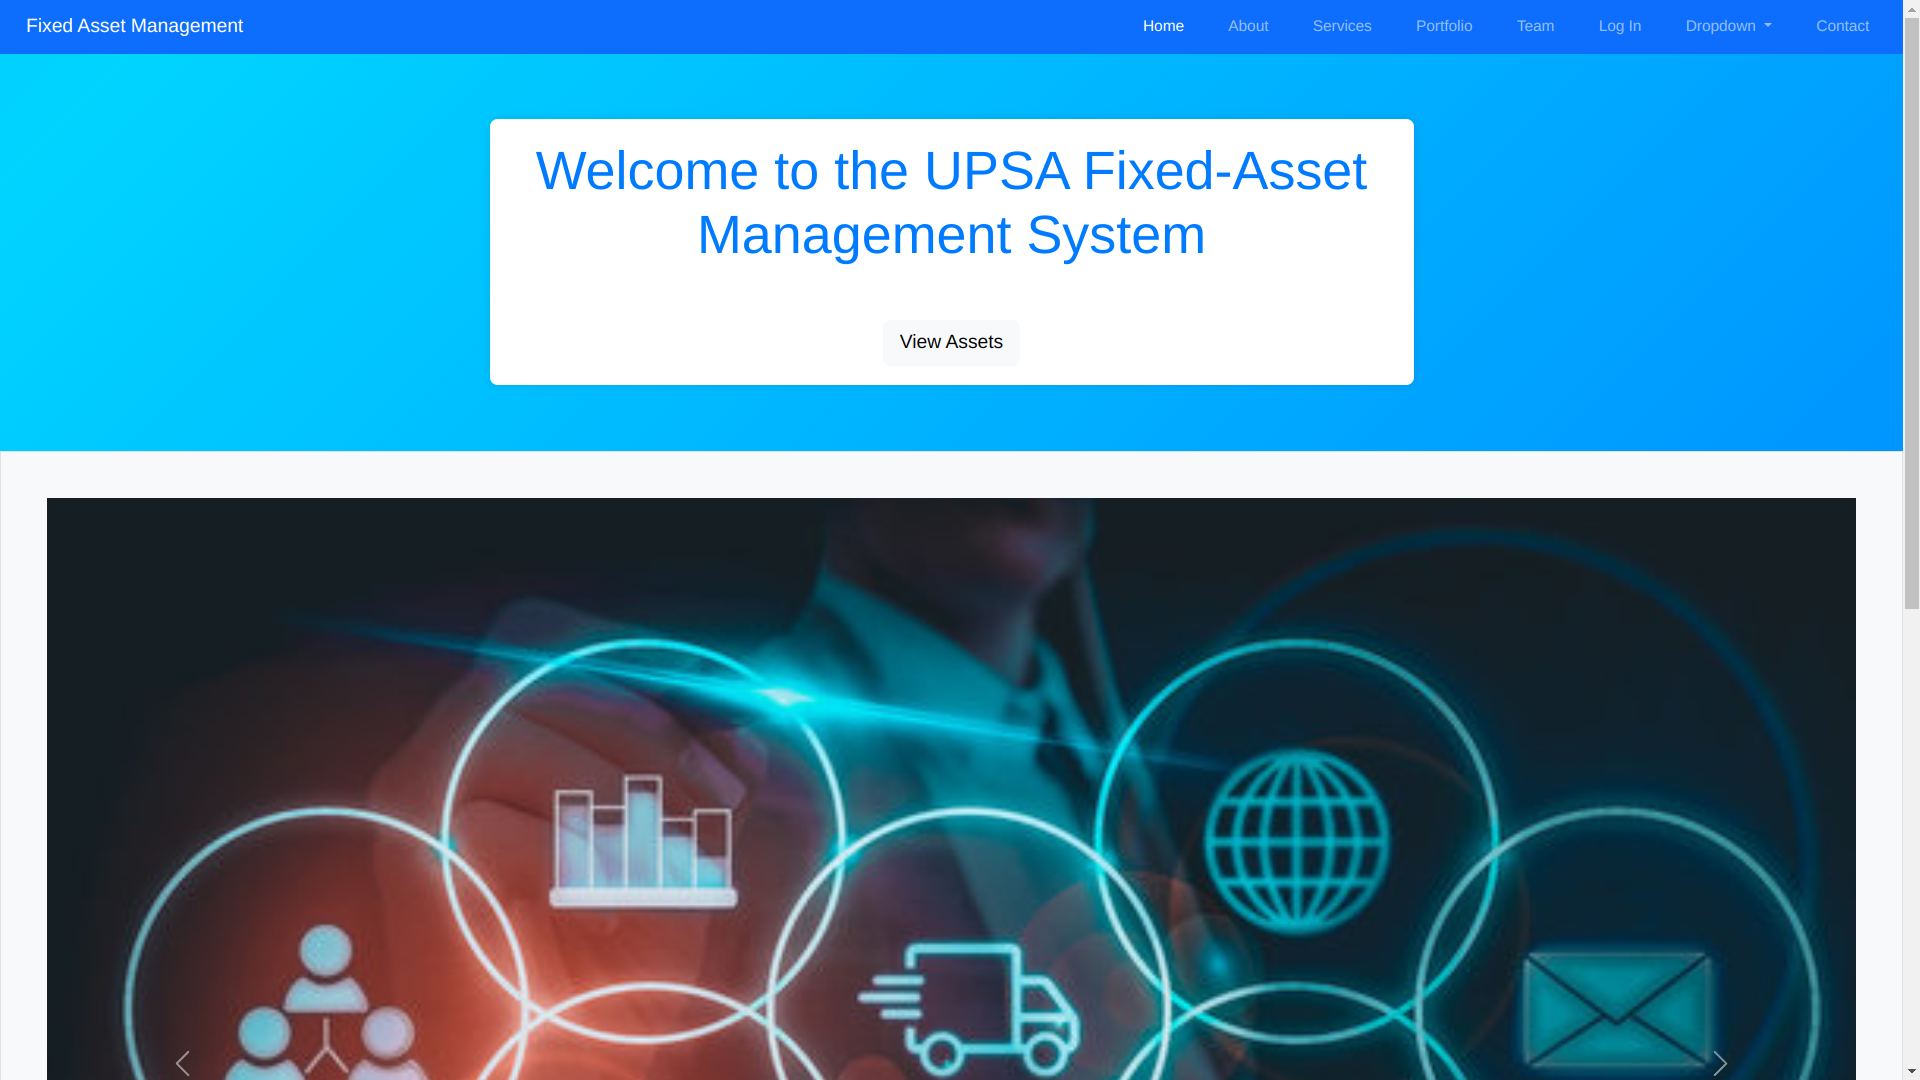 Fixed Asset Management
Home About Services Portfolio Team Log In Dropdown Contact
Welcome to the UPSA Fixed-Asset
Management System
View Assets